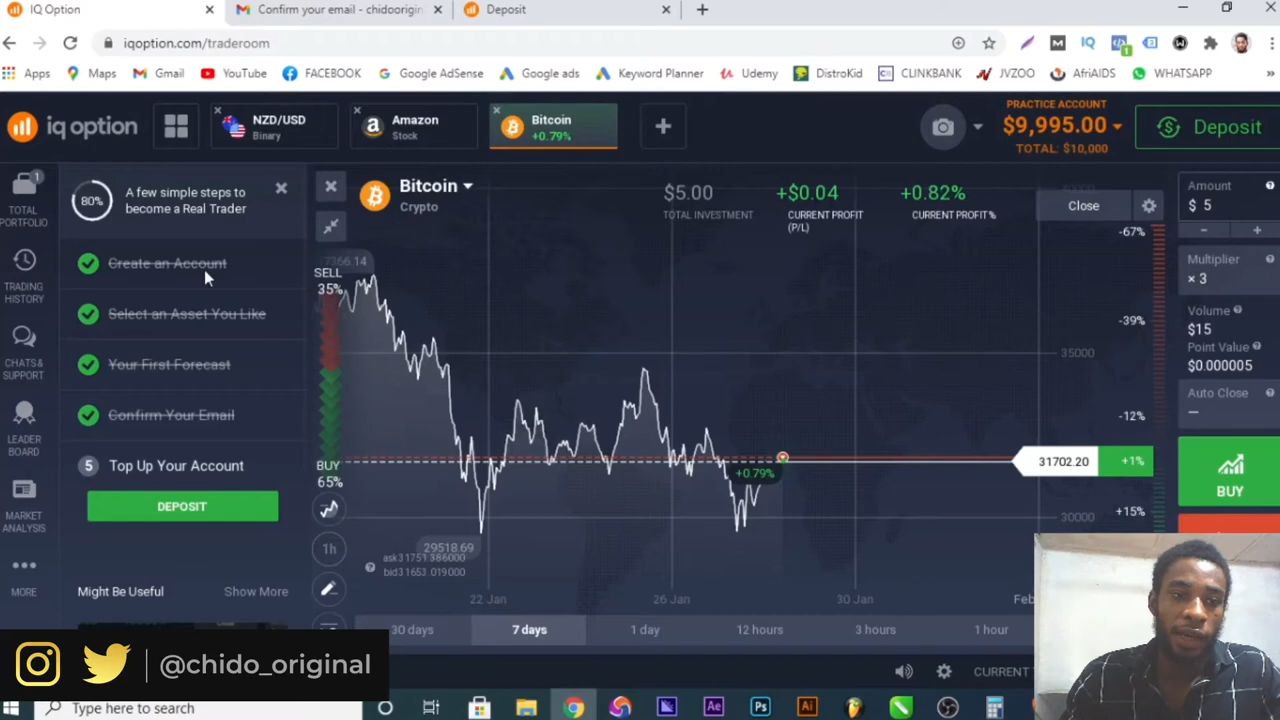 IQ Option
Confirm your email - chidoorigin
Deposit
iqoption.com/traderoom
Apps
Maps
Gmail
YouTube
FACEBOOK
Google AdSense
Google ads
Keyword Planner
Udemy
DistroKid
CLINKBANK
JVZOO
AfriAIDS
WHATSAPP
iq option
NZD/USD
Binary
Amazon
Stock
Bitcoin
+0.79%
PRACTICE ACCOUNT
$9,995.00
TOTAL: $10,000
Deposit
1
TOTAL
PORTFOLIO
TRADING
HISTORY
CHATS &
SUPPORT
LEADER
BOARD
MARKET
ANALYSIS
MORE
80%
A few simple steps to
become a Real Trader
Create an Account
Select an Asset You Like
Your First Forecast
Confirm Your Email
5 Top Up Your Account
DEPOSIT
Might Be Useful
Show More
Bitcoin
Crypto
$5.00
TOTAL INVESTMENT
+$0.04
CURRENT PROFIT
(P/L)
+0.82%
CURRENT PROFIT%
Close
7366.14
SELL
35%
BUY
65%
1h
+0.79%
29518.69
ask31751.386000
bid31653.019000
-67%
-39%
35000
-12%
31702.20
+1%
+15%
30000
22 Jan
26 Jan
30 Jan
Feb
30 days
7 days
1 day
12 hours
3 hours
1 hour
CURRENT
Amount
$ 5
Multiplier
× 3
Volume
$15
Point Value
$0.000005
Auto Close
BUY
@chido_original
Type here to search